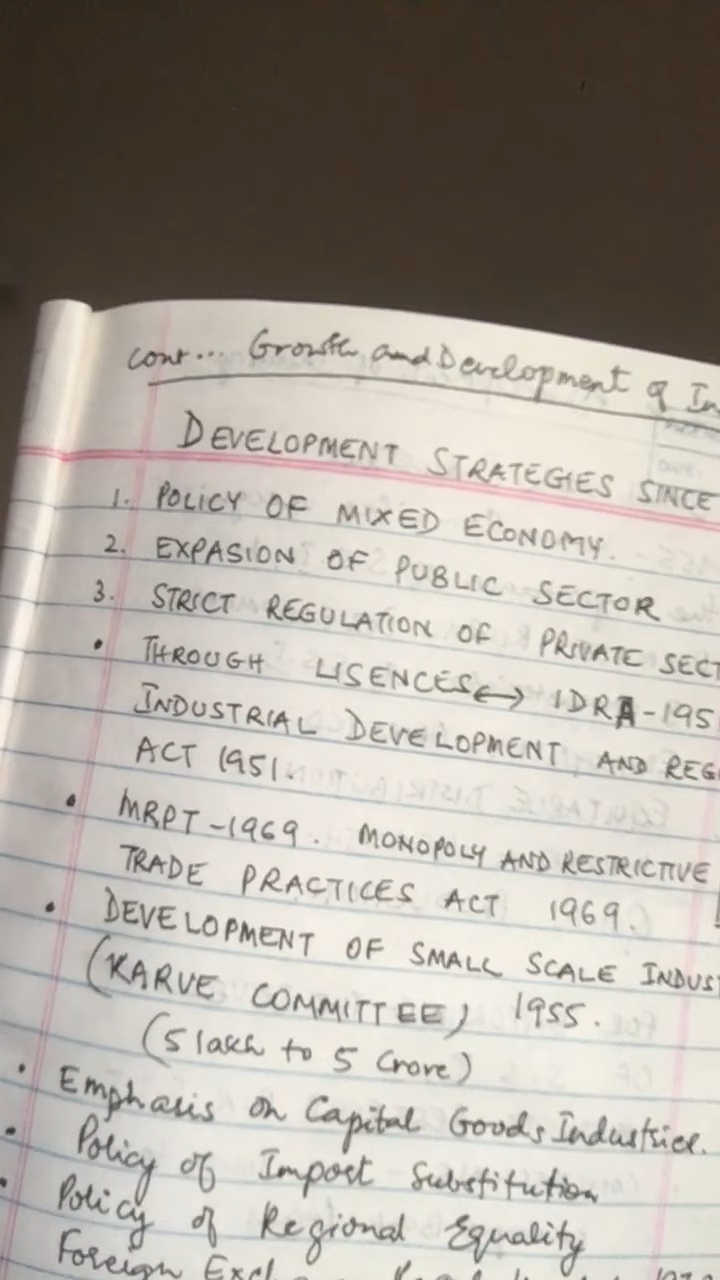 cont... Growth and Development of In
DEVELOPMENT STRATEGIES SINCE
1. POLICY OF MIXED ECONOMY.
2. EXPASION OF PUBLIC SECTOR
3. STRICT REGULATION OF PRIVATE SECT
• THROUGH LISENCES ↔ IDRA-195
INDUSTRIAL DEVELOPMENT AND REG
ACT 1951.
• MRPT-1969. MONOPOLY AND RESTRICTIVE
TRADE PRACTICES ACT 1969.
• DEVELOPMENT OF SMALL SCALE INDUS
(KARVE COMMITTEE) 1955.
(5 lakh to 5 Crore)
• Emphasis on Capital Goods Industries.
• Policy of Import Substitution
• Policy of Regional Equality
Foreign